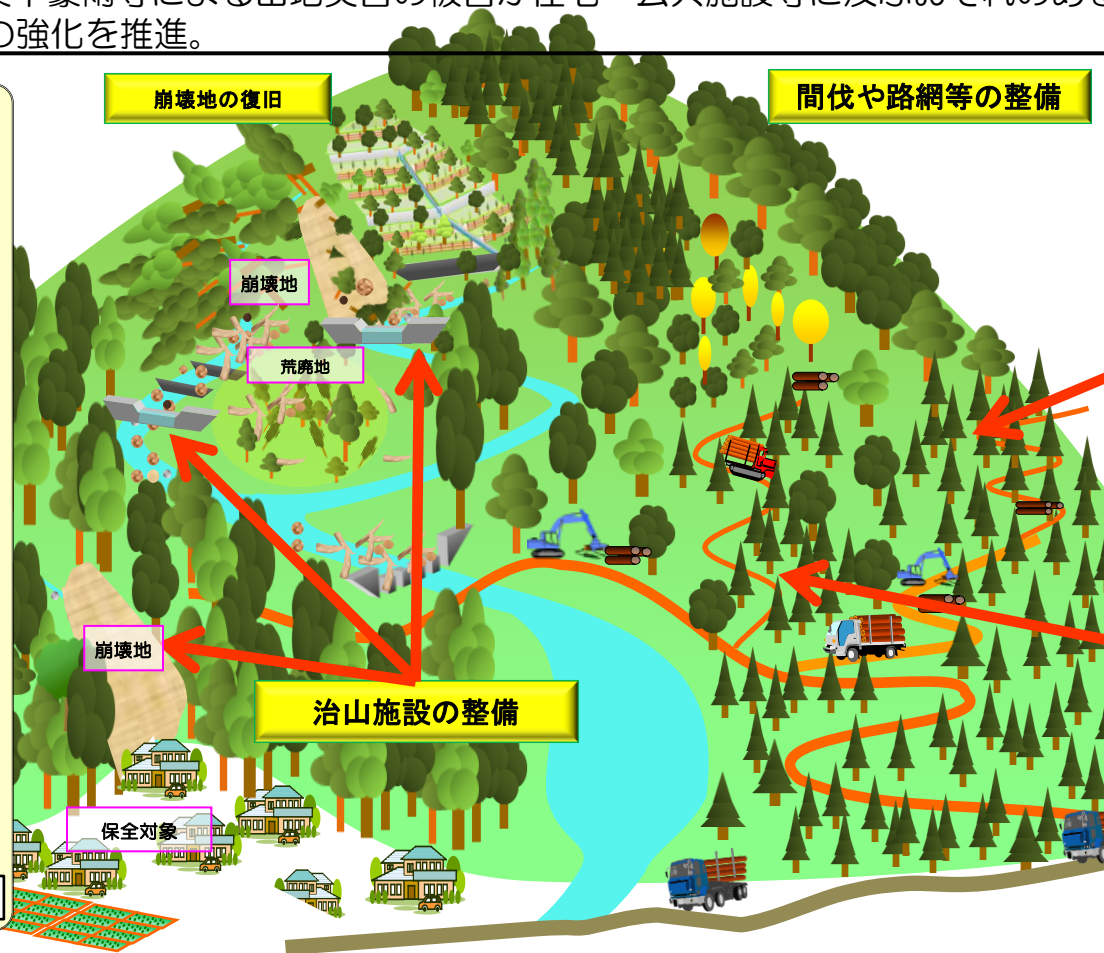 の強化を推進。
崩壊地の復旧
間伐や路網等の整備
崩壊地
荒廃地
崩壊地
治山施設の整備
保全対象